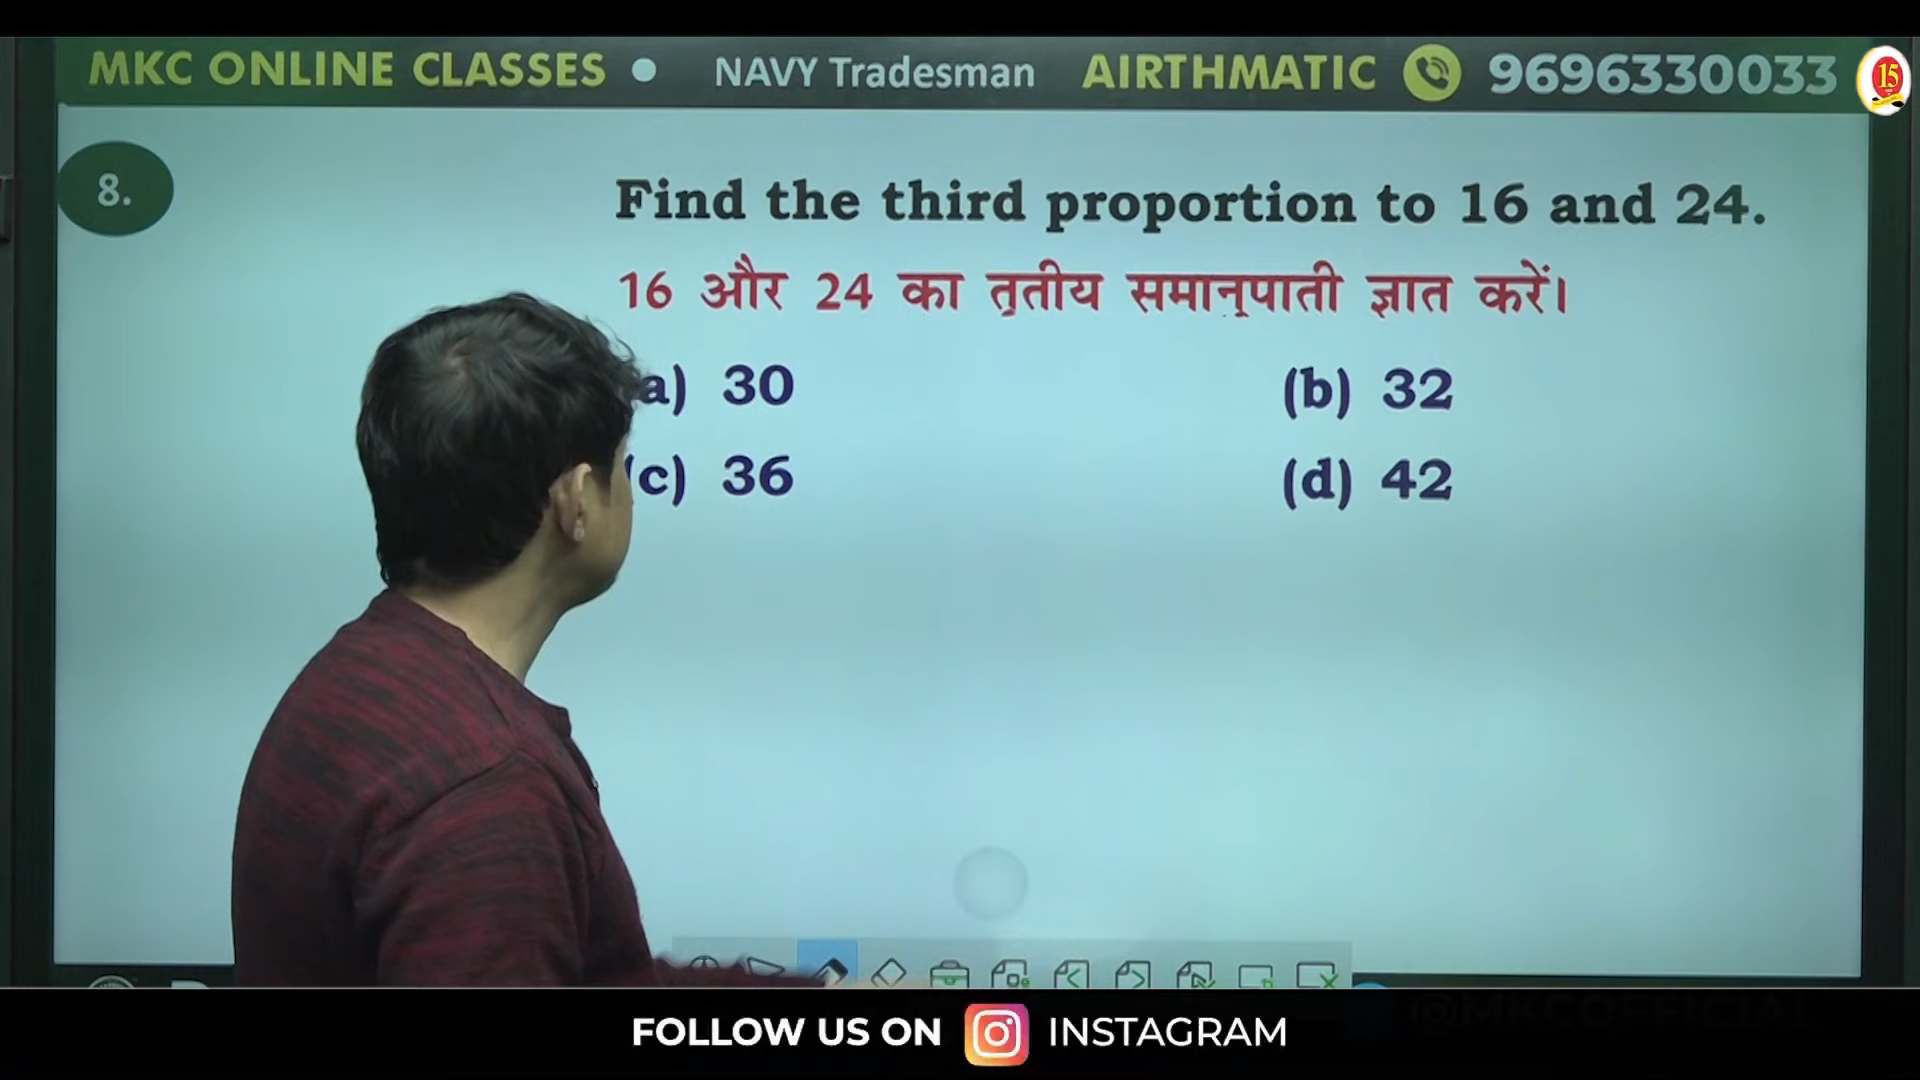 MKC ONLINE CLASSES ● NAVY Tradesman AIRTHMATIC 9696330033
15
8.
Find the third proportion to 16 and 24.
16 और 24 का तृतीय समानुपाती ज्ञात करें।
a) 30
(b) 32
(c) 36
(d) 42
@MKCOFFICIAL
FOLLOW US ON INSTAGRAM